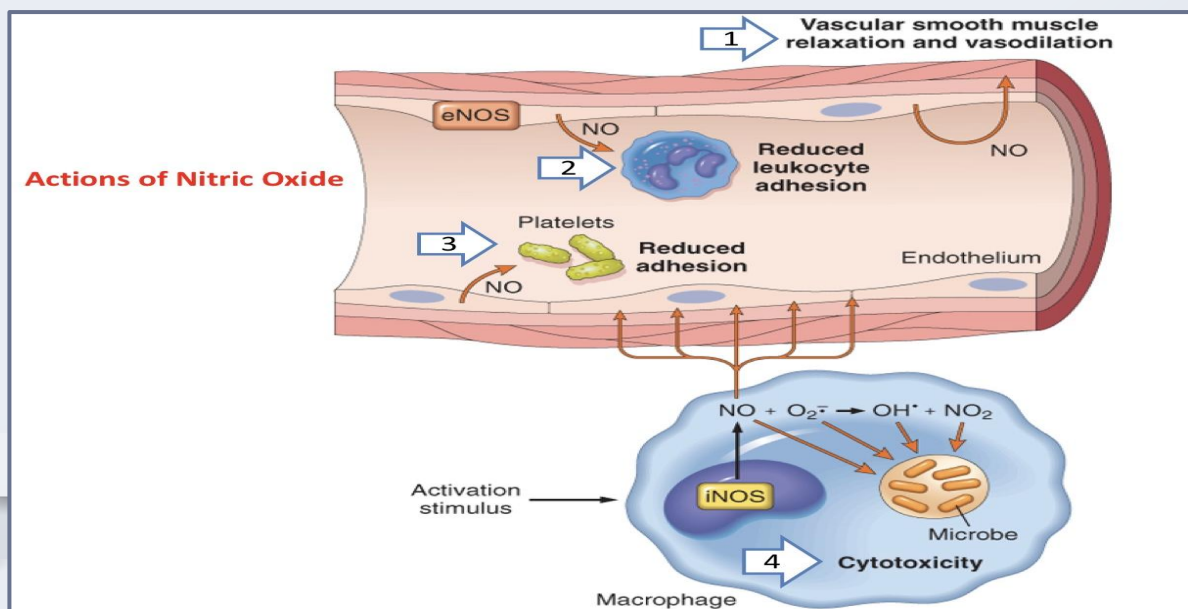 1
Vascular smooth muscle
relaxation and vasodilation
eNOS
NO
NO
2
Reduced
leukocyte
adhesion
Actions of Nitric Oxide
3
Platelets
Reduced
adhesion
NO
Endothelium
NO + O₂•̄ → OH• + NO₂
Activation
stimulus
iNOS
Microbe
4
Cytotoxicity
Macrophage